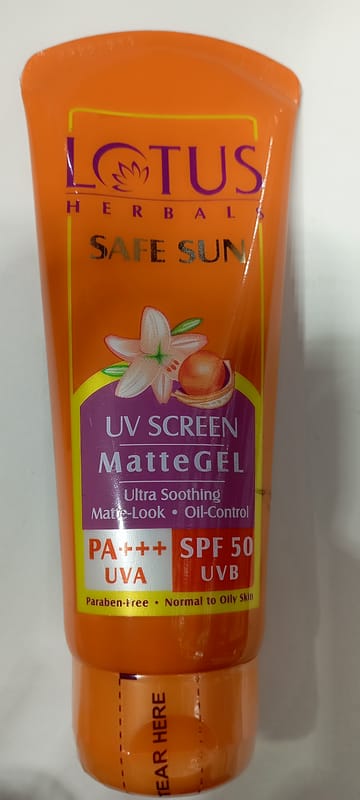 LOTUS
HERBALS
SAFE SUN
UV SCREEN
MatteGEL
Ultra Soothing
Matte-Look • Oil-Control
PA+++ SPF 50
UVA UVB
Paraben-Free • Normal to Oily Skin
TEAR HERE